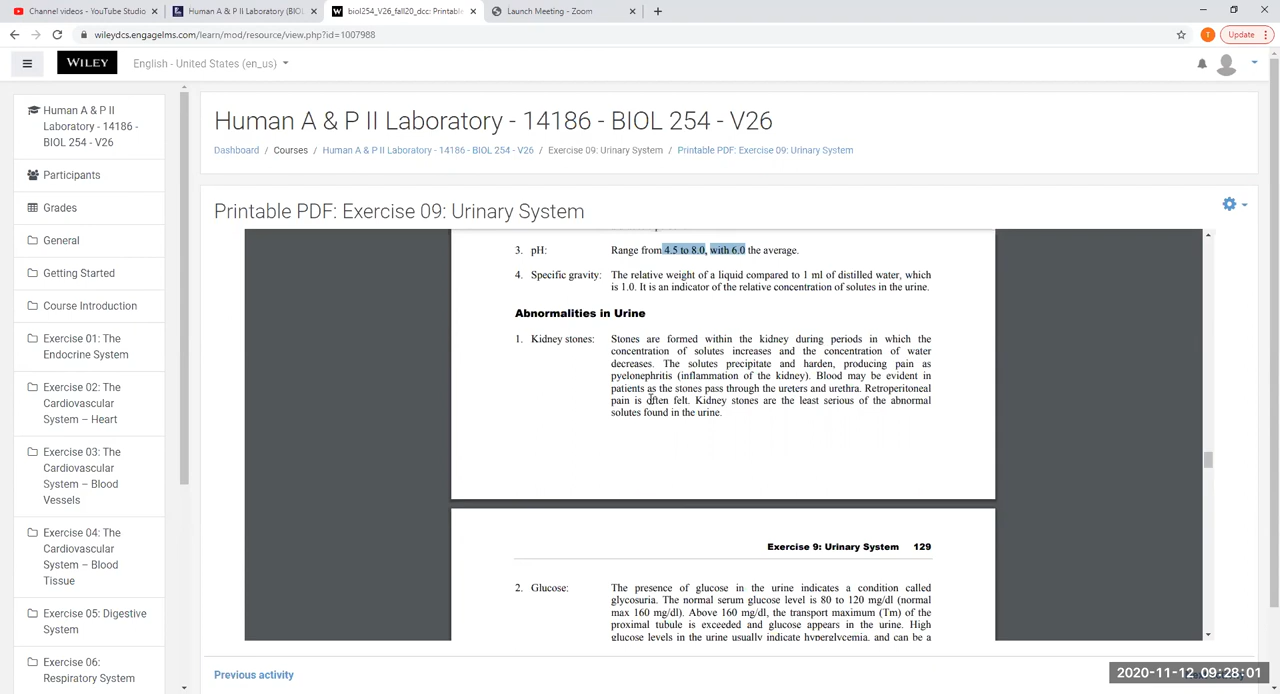 Channel videos - YouTube Studio
Human A & P II Laboratory (BIOL
biol254_V26_fall20_dcc: Printable
Launch Meeting - Zoom
wileydcs.engagelms.com/learn/mod/resource/view.php?id=1007988
T
Update
WILEY
English - United States (en_us)
Human A & P II
Laboratory - 14186 -
BIOL 254 - V26
Participants
Grades
General
Getting Started
Course Introduction
Exercise 01: The
Endocrine System
Exercise 02: The
Cardiovascular
System – Heart
Exercise 03: The
Cardiovascular
System – Blood
Vessels
Exercise 04: The
Cardiovascular
System – Blood
Tissue
Exercise 05: Digestive
System
Exercise 06:
Respiratory System
Human A & P II Laboratory - 14186 - BIOL 254 - V26
Dashboard / Courses / Human A & P II Laboratory - 14186 - BIOL 254 - V26 / Exercise 09: Urinary System / Printable PDF: Exercise 09: Urinary System
Printable PDF: Exercise 09: Urinary System
3. pH: Range from 4.5 to 8.0, with 6.0 the average.
4. Specific gravity: The relative weight of a liquid compared to 1 ml of distilled water, which
is 1.0. It is an indicator of the relative concentration of solutes in the urine.
Abnormalities in Urine
1. Kidney stones: Stones are formed within the kidney during periods in which the
concentration of solutes increases and the concentration of water
decreases. The solutes precipitate and harden, producing pain as
pyelonephritis (inflammation of the kidney). Blood may be evident in
patients as the stones pass through the ureters and urethra. Retroperitoneal
pain is often felt. Kidney stones are the least serious of the abnormal
solutes found in the urine.
Exercise 9: Urinary System 129
2. Glucose: The presence of glucose in the urine indicates a condition called
glycosuria. The normal serum glucose level is 80 to 120 mg/dl (normal
max 160 mg/dl). Above 160 mg/dl, the transport maximum (Tm) of the
proximal tubule is exceeded and glucose appears in the urine. High
glucose levels in the urine usually indicate hyperglycemia, and can be a
Previous activity
2020-11-12 09:28:01